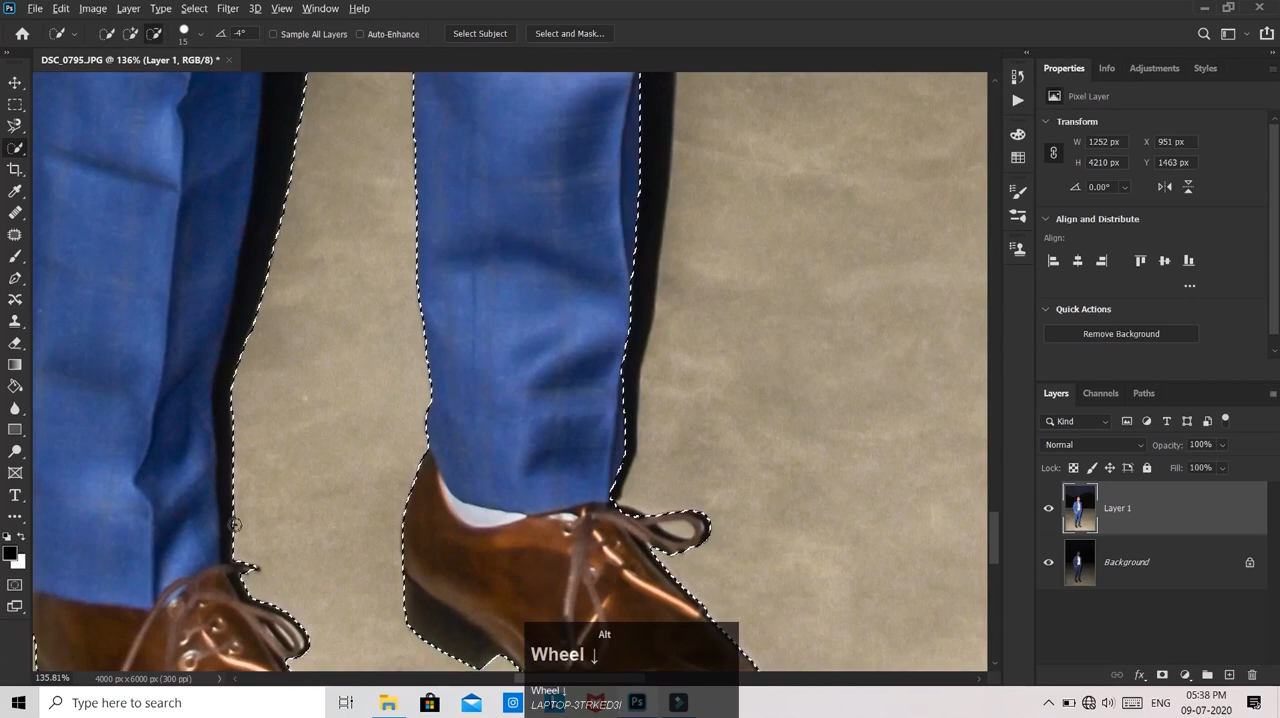 Ps File Edit Image Layer Type Select Filter 3D View Window Help
15 -4° Sample All Layers Auto-Enhance Select Subject Select and Mask...
DSC_0795.JPG @ 136% (Layer 1, RGB/8) * ×
Properties Info Adjustments Styles
Pixel Layer
Transform
W 1252 px X 951 px
H 4210 px Y 1463 px
0.00°
Align and Distribute
Align:
Quick Actions
Remove Background
Layers Channels Paths
Kind
Normal Opacity: 100%
Lock: Fill: 100%
Layer 1
Background
Alt
Wheel ↓
Wheel ↓
LAPTOP-3TRKED3I
135.81% 4000 px x 6000 px (300 ppi)
Type here to search
Ps
ENG
05:38 PM
09-07-2020